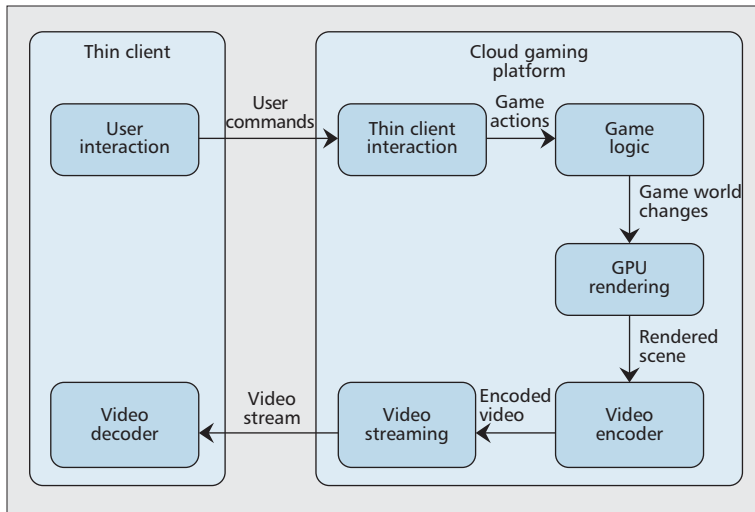 Thin client
Cloud gaming
platform
User
interaction
User
commands
Thin client
interaction
Game
actions
Game
logic
Game world
changes
GPU
rendering
Rendered
scene
Video
encoder
Encoded
video
Video
streaming
Video
stream
Video
decoder